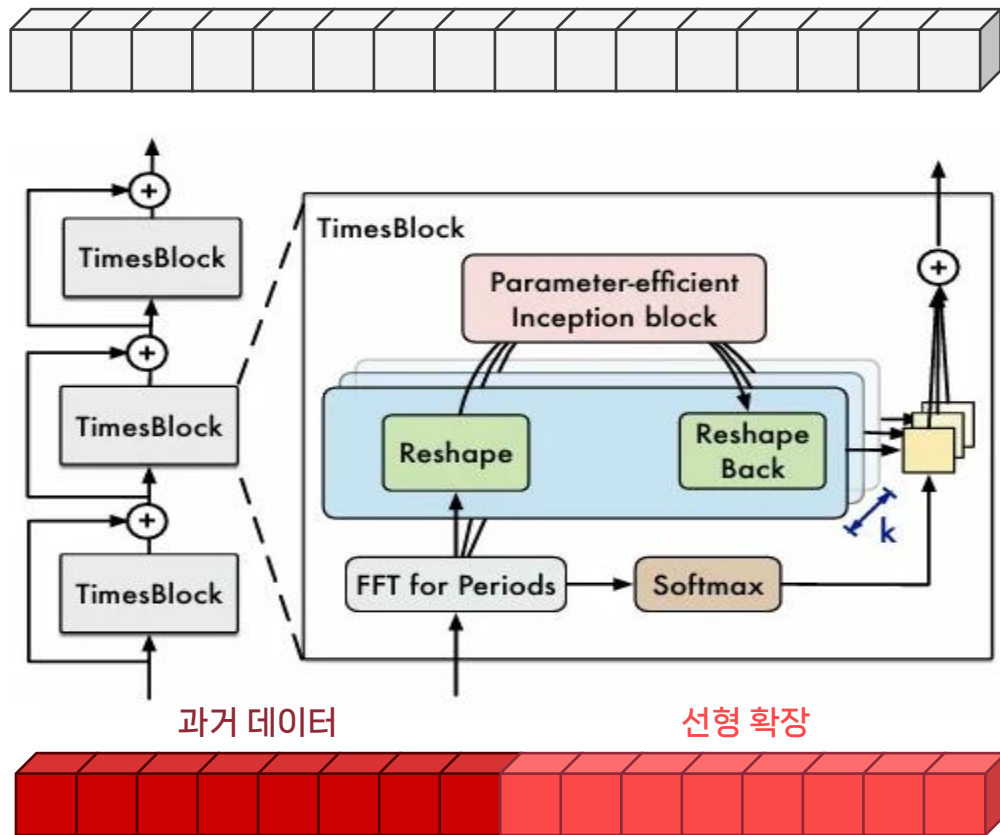 TimesBlock
TimesBlock
TimesBlock
TimesBlock
Parameter-efficient
Inception block
Reshape
Reshape
Back
k
FFT for Periods
Softmax
+
+
+
+
과거 데이터
선형 확장